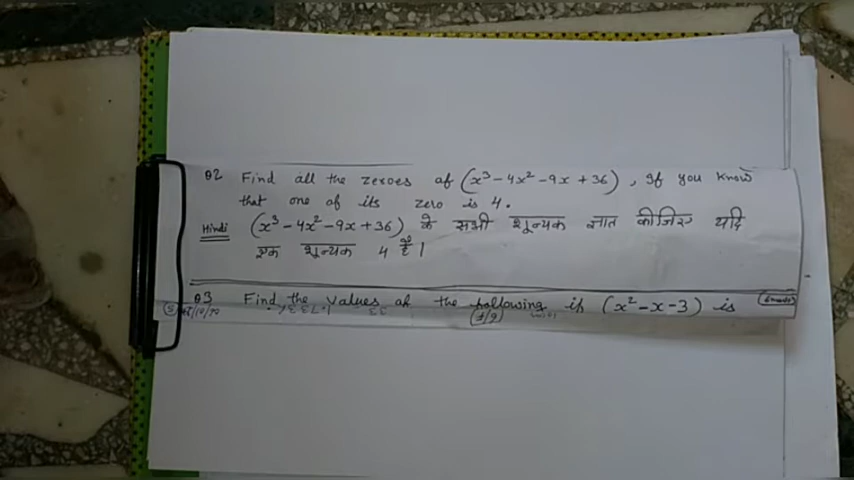 Q2 Find all the zeroes of (x³ - 4x² - 9x + 36), If you know
that one of its zero is 4.
Hindi (x³ - 4x² - 9x + 36) के सभी शून्यक ज्ञात कीजिए यदि
एक शून्यक 4 है।
Q3 Find the values of the following if (x² - x - 3) is